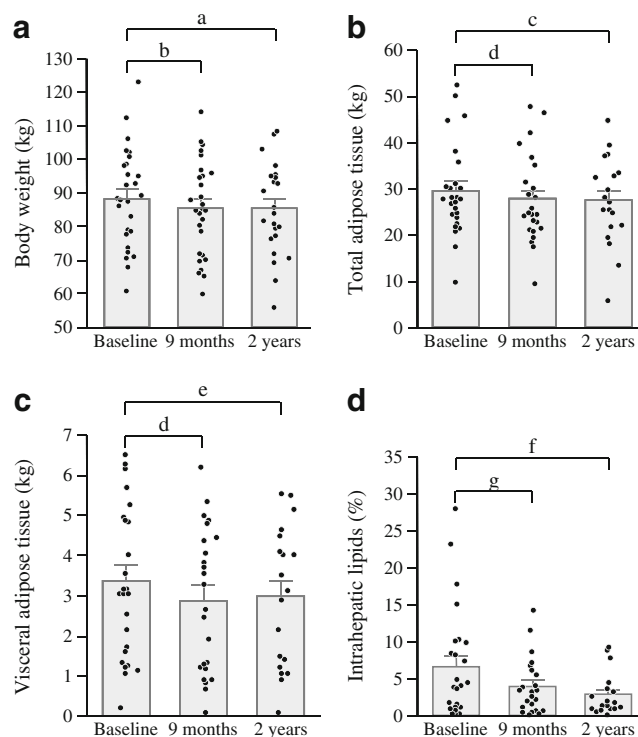 a
a
b
130
120
110
100
90
80
70
60
50
Body weight (kg)
Baseline 9 months 2 years
b
c
d
60
50
40
30
20
10
0
Total adipose tissue (kg)
Baseline 9 months 2 years
c
e
d
7
6
5
4
3
2
1
0
Visceral adipose tissue (kg)
Baseline 9 months 2 years
d
f
g
35
30
25
20
15
10
5
0
Intrahepatic lipids (%)
Baseline 9 months 2 years